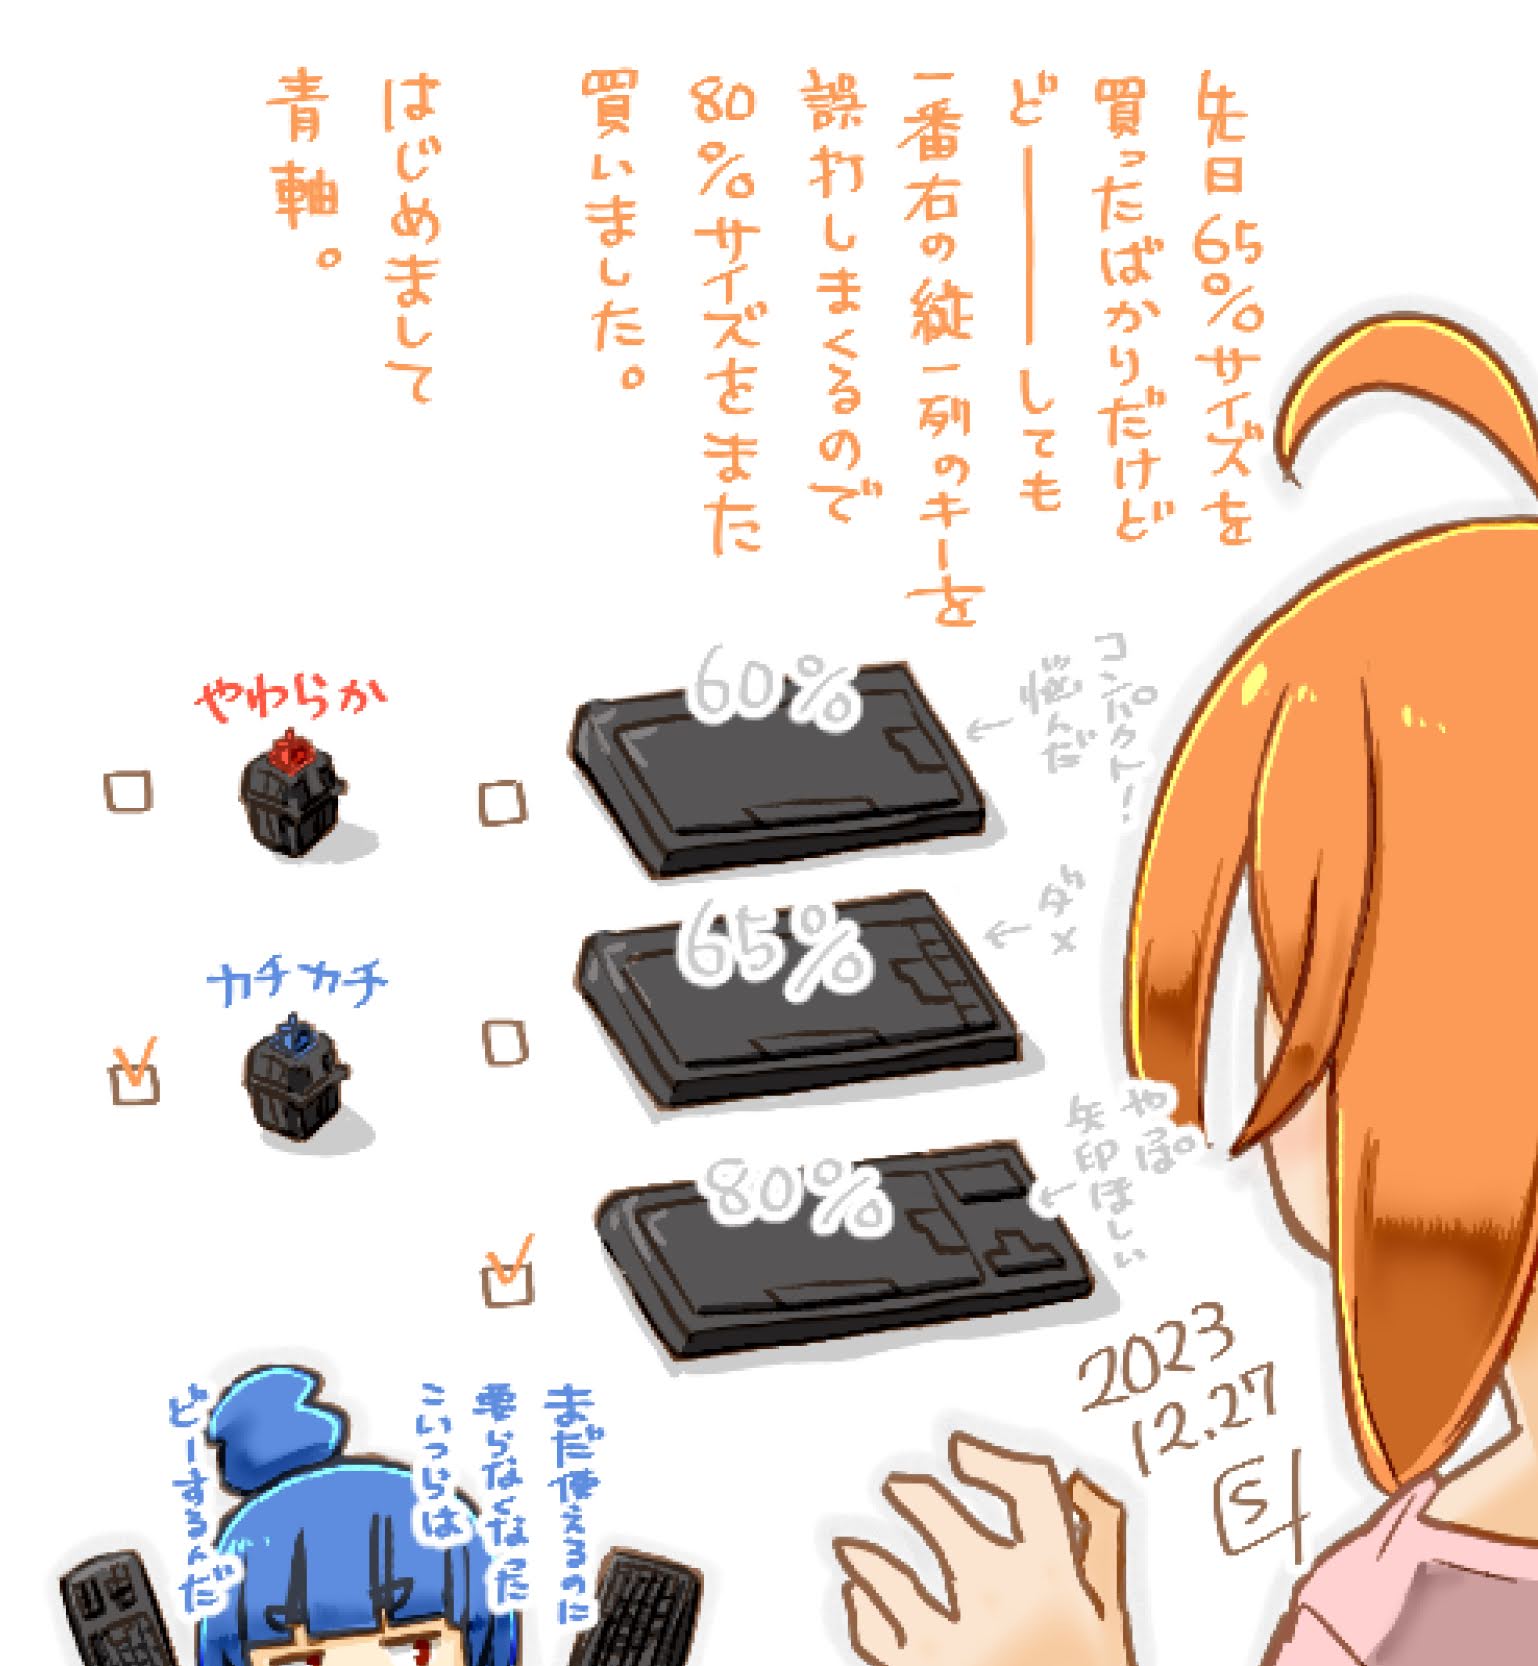 先日65%サイズを
買ったばかりだけど
ど――しても
一番右の縦一列のキーを
誤打しまくるので
80%サイズをまた
買いました。
はじめまして
青軸。
コンパクト!
悩んだ
60%
やわらか
ダメ
65%
カチカチ
やっぱ。
矢印ほしい
80%
2023
12.27
まだ使えるのに
要らなくなった
こいつらは
どーするべだ